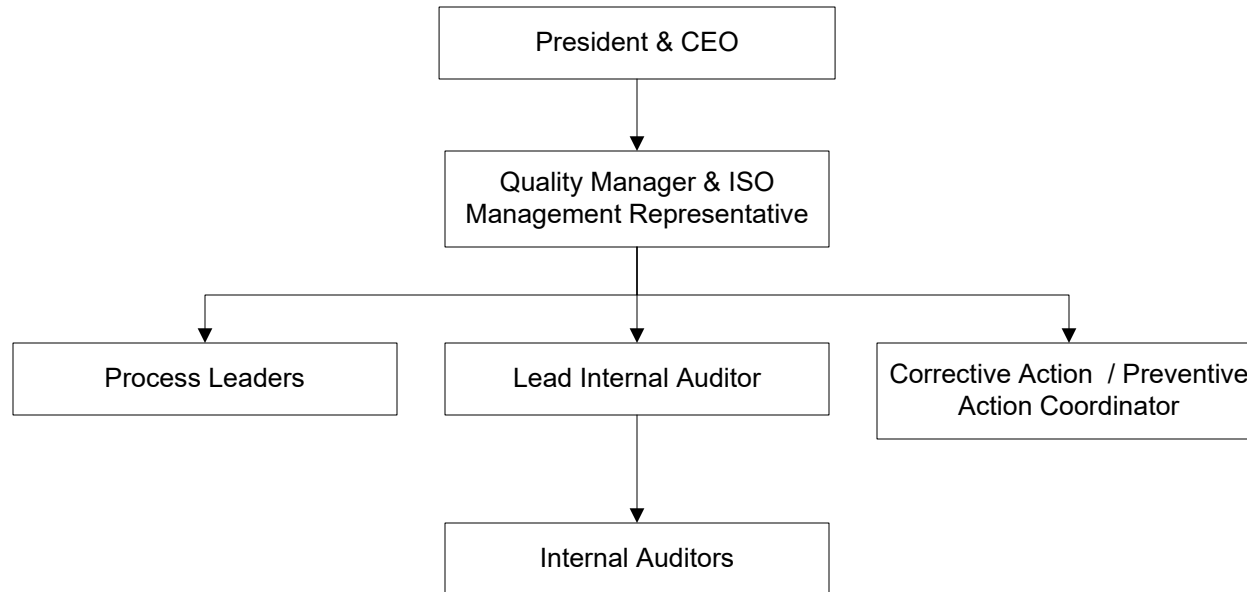 President & CEO
Quality Manager & ISO
Management Representative
Process Leaders
Lead Internal Auditor
Corrective Action / Preventive
Action Coordinator
Internal Auditors